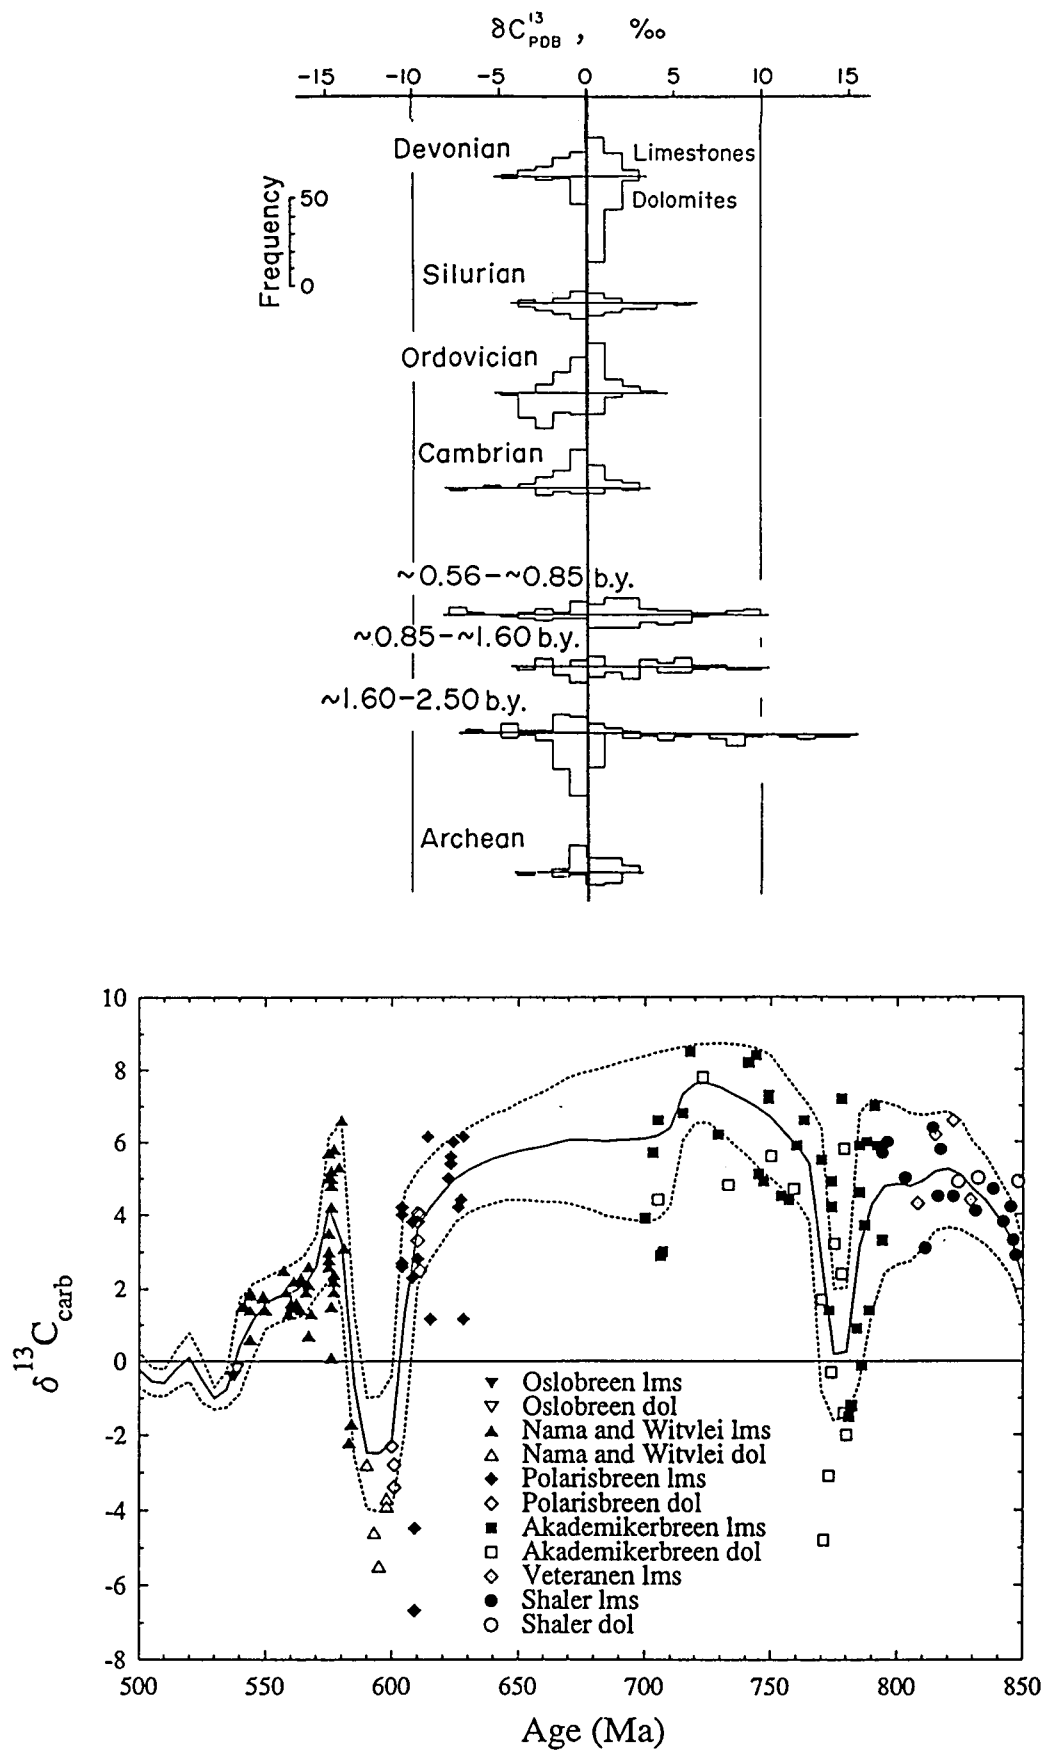 δC¹³PDB , ‰
-15 -10 -5 0 5 10 15
Devonian
Limestones
Dolomites
Frequency
50
0
Silurian
Ordovician
Cambrian
~0.56-~0.85 b.y.
~0.85-~1.60 b.y.
~1.60-2.50 b.y.
Archean
10
8
6
4
2
0
-2
-4
-6
-8
δ¹³Ccarb
Oslobreen lms
Oslobreen dol
Nama and Witvlei lms
Nama and Witvlei dol
Polarisbreen lms
Polarisbreen dol
Akademikerbreen lms
Akademikerbreen dol
Veteranen lms
Shaler lms
Shaler dol
500 550 600 650 700 750 800 850
Age (Ma)